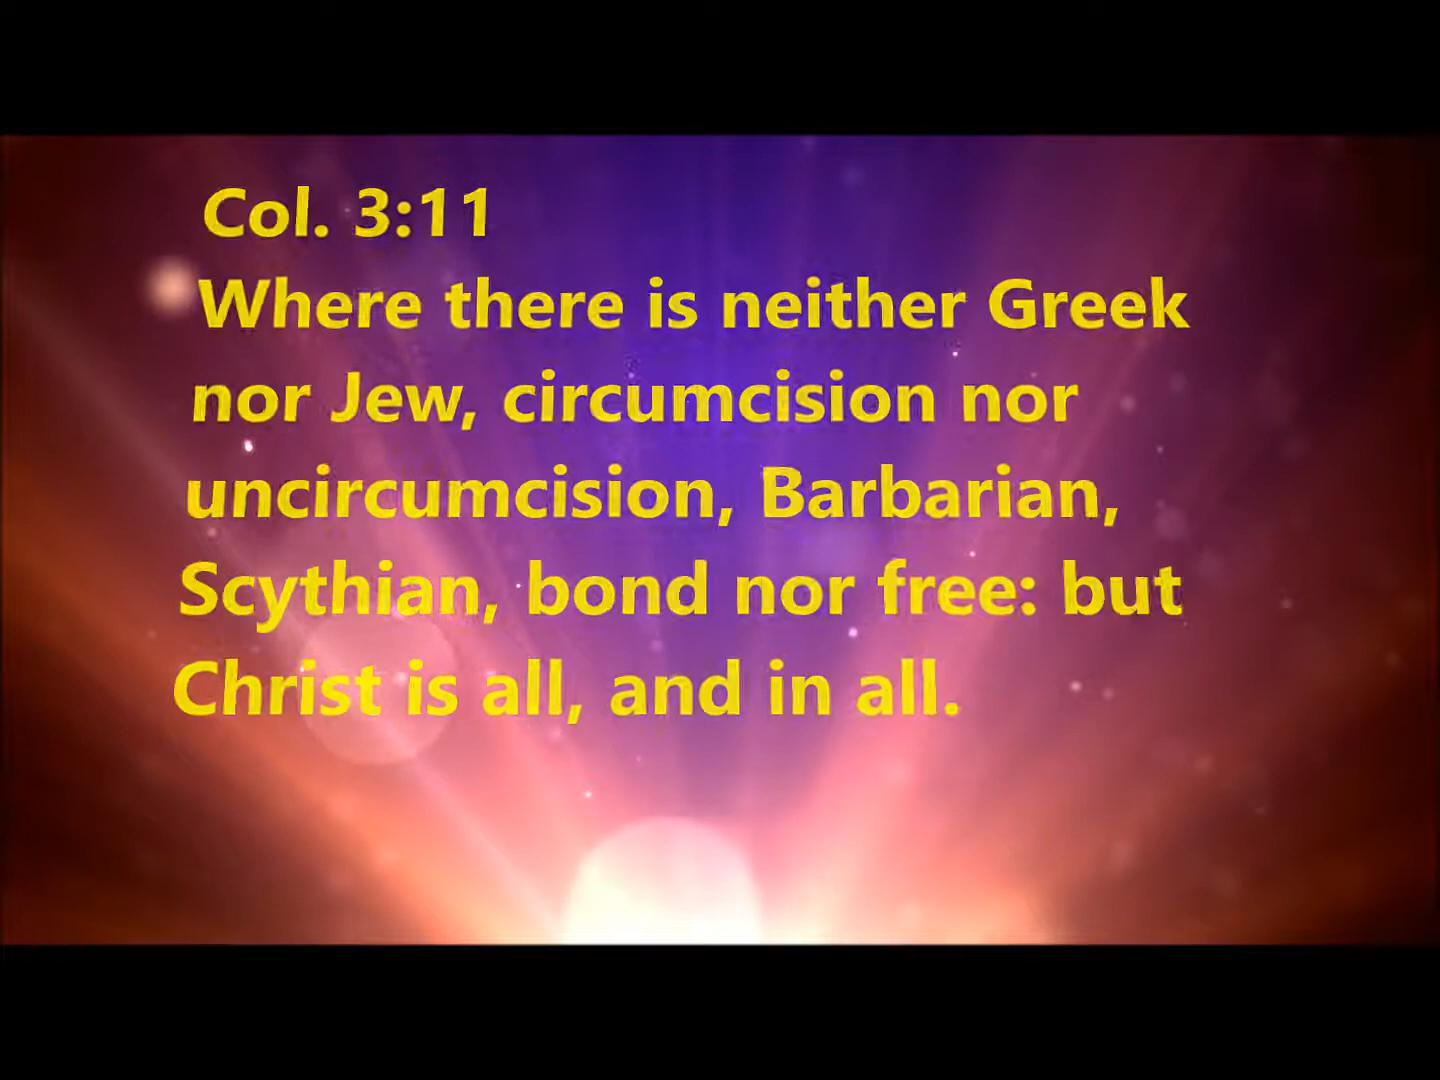 Col. 3:11
Where there is neither Greek
nor Jew, circumcision nor
uncircumcision, Barbarian,
Scythian, bond nor free: but
Christ is all, and in all.